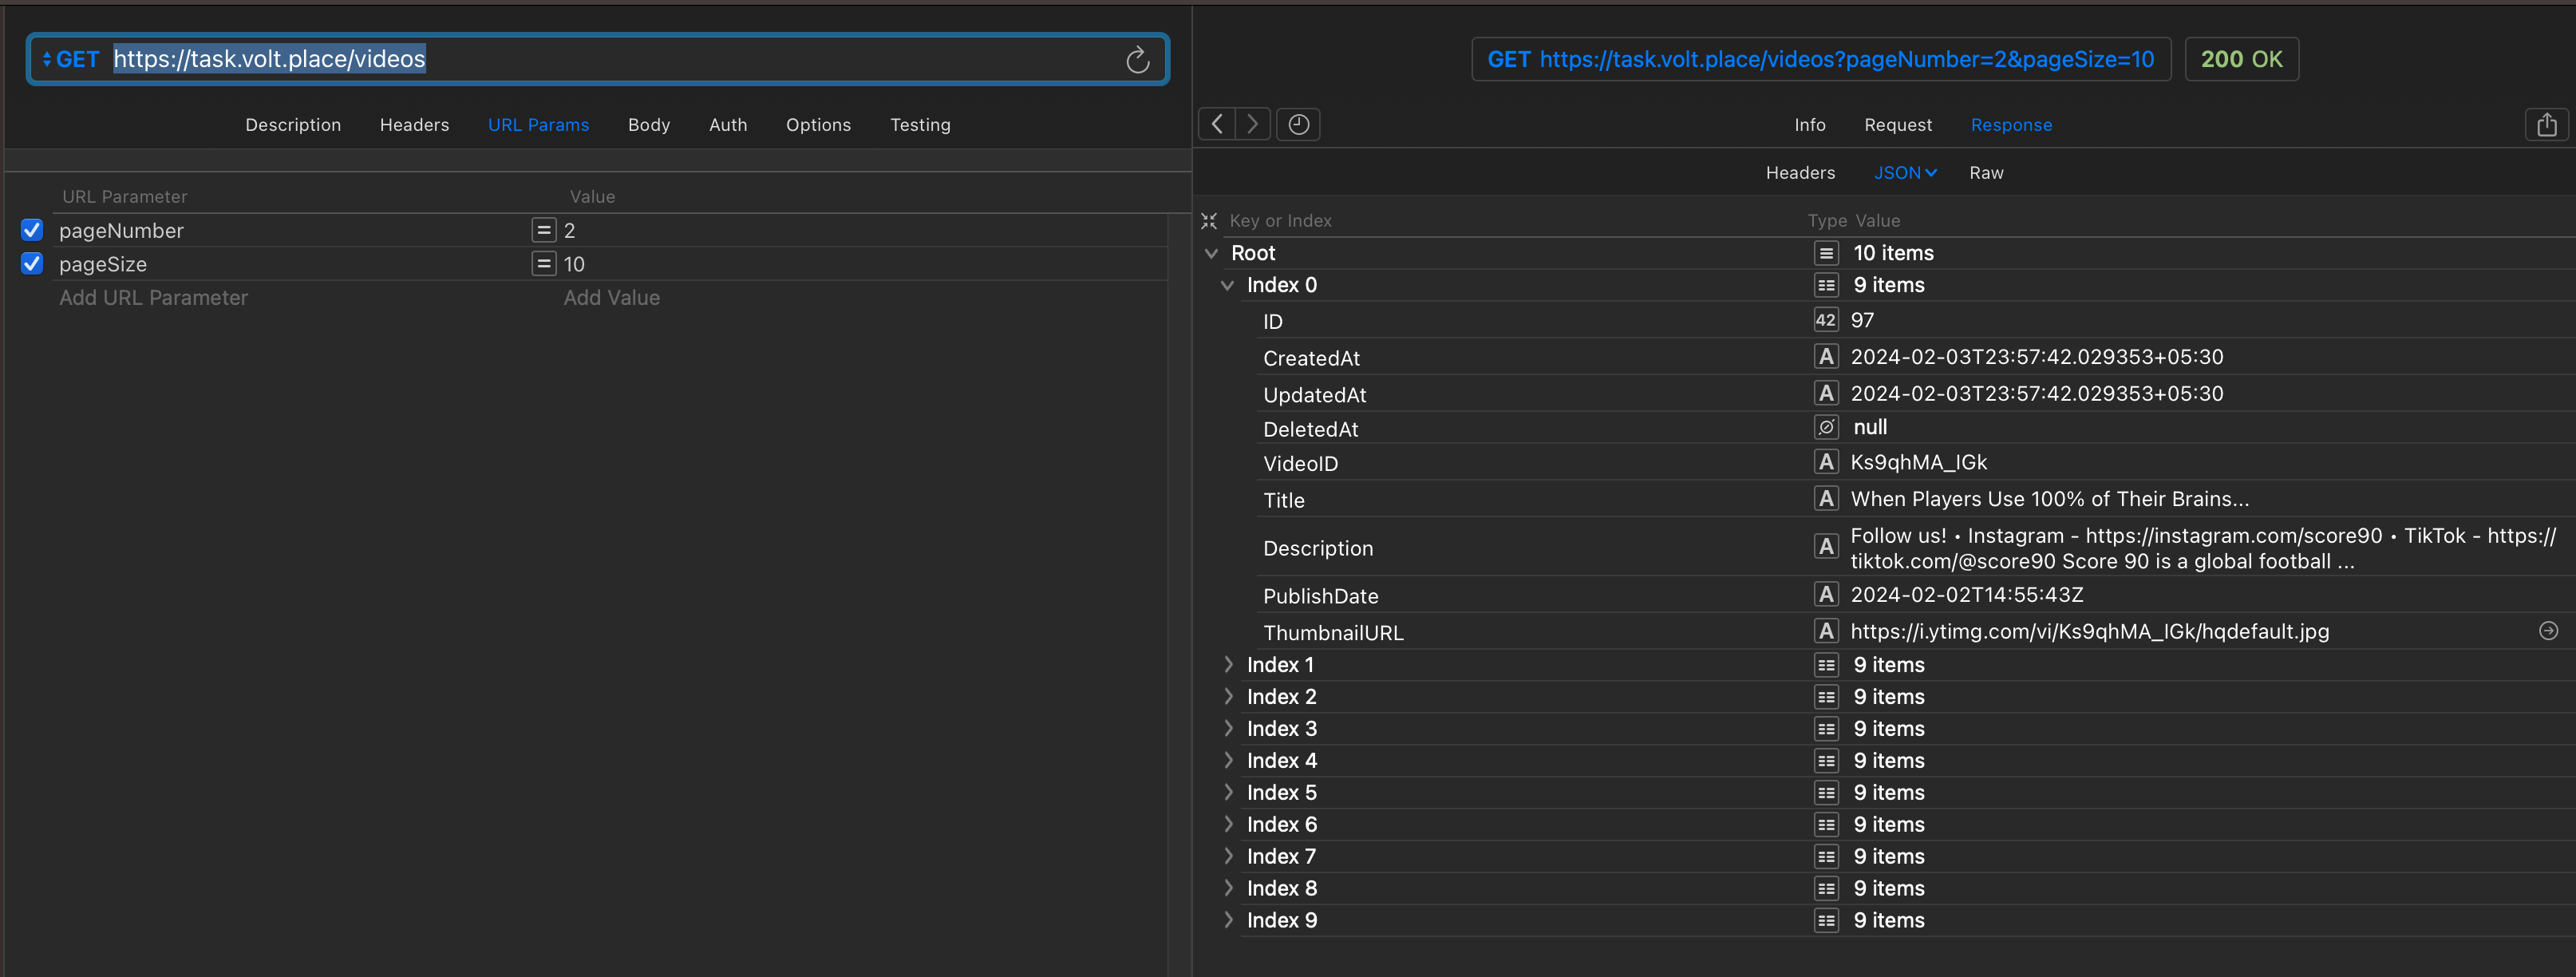 GET https://task.volt.place/videos
Description Headers URL Params Body Auth Options Testing
URL Parameter Value
pageNumber = 2
pageSize = 10
Add URL Parameter Add Value
GET https://task.volt.place/videos?pageNumber=2&pageSize=10 200 OK
Info Request Response
Headers JSON Raw
Key or Index Type Value
Root 10 items
Index 0 9 items
ID 42 97
CreatedAt A 2024-02-03T23:57:42.029353+05:30
UpdatedAt A 2024-02-03T23:57:42.029353+05:30
DeletedAt null
VideoID A Ks9qhMA_IGk
Title A When Players Use 100% of Their Brains...
Description A Follow us! • Instagram - https://instagram.com/score90 • TikTok - https://
tiktok.com/@score90 Score 90 is a global football ...
PublishDate A 2024-02-02T14:55:43Z
ThumbnailURL A https://i.ytimg.com/vi/Ks9qhMA_IGk/hqdefault.jpg
Index 1 9 items
Index 2 9 items
Index 3 9 items
Index 4 9 items
Index 5 9 items
Index 6 9 items
Index 7 9 items
Index 8 9 items
Index 9 9 items